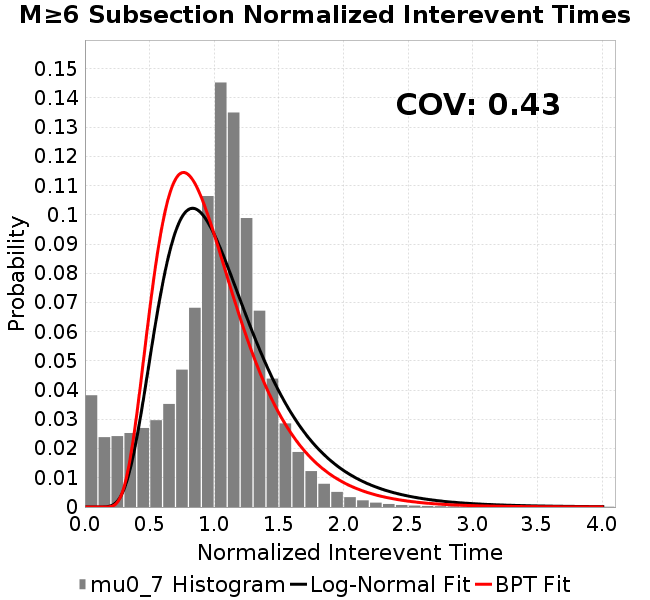 M≥6 Subsection Normalized Interevent Times
COV: 0.43
Probability
0.15
0.14
0.13
0.12
0.11
0.1
0.09
0.08
0.07
0.06
0.05
0.04
0.03
0.02
0.01
0
0.0 0.5 1.0 1.5 2.0 2.5 3.0 3.5 4.0
Normalized Interevent Time
mu0_7 Histogram Log-Normal Fit BPT Fit